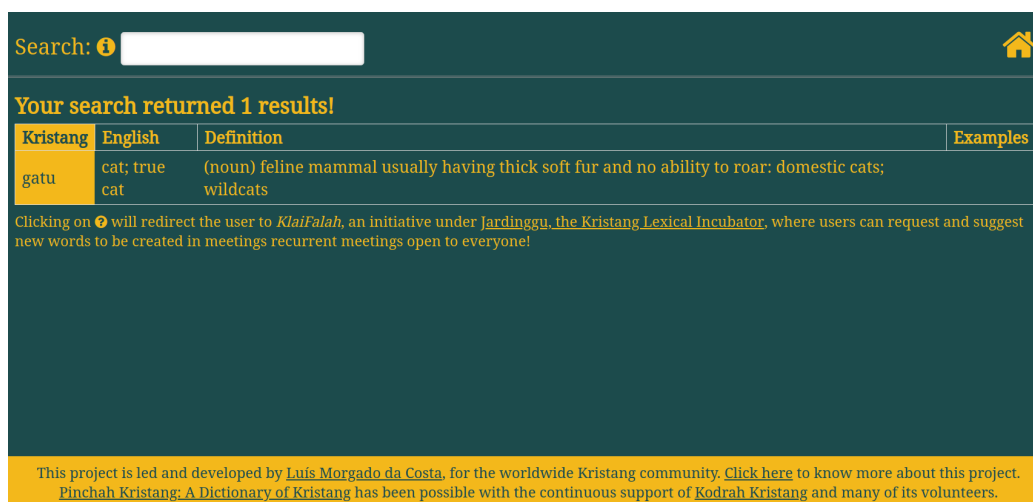 Search:
Your search returned 1 results!
Kristang English Definition Examples
gatu cat; true cat (noun) feline mammal usually having thick soft fur and no ability to roar: domestic cats; wildcats
Clicking on ? will redirect the user to KlaiFalah, an initiative under Jardinggu, the Kristang Lexical Incubator, where users can request and suggest
new words to be created in meetings recurrent meetings open to everyone!
This project is led and developed by Luís Morgado da Costa, for the worldwide Kristang community. Click here to know more about this project.
Pinchah Kristang: A Dictionary of Kristang has been possible with the continuous support of Kodrah Kristang and many of its volunteers.